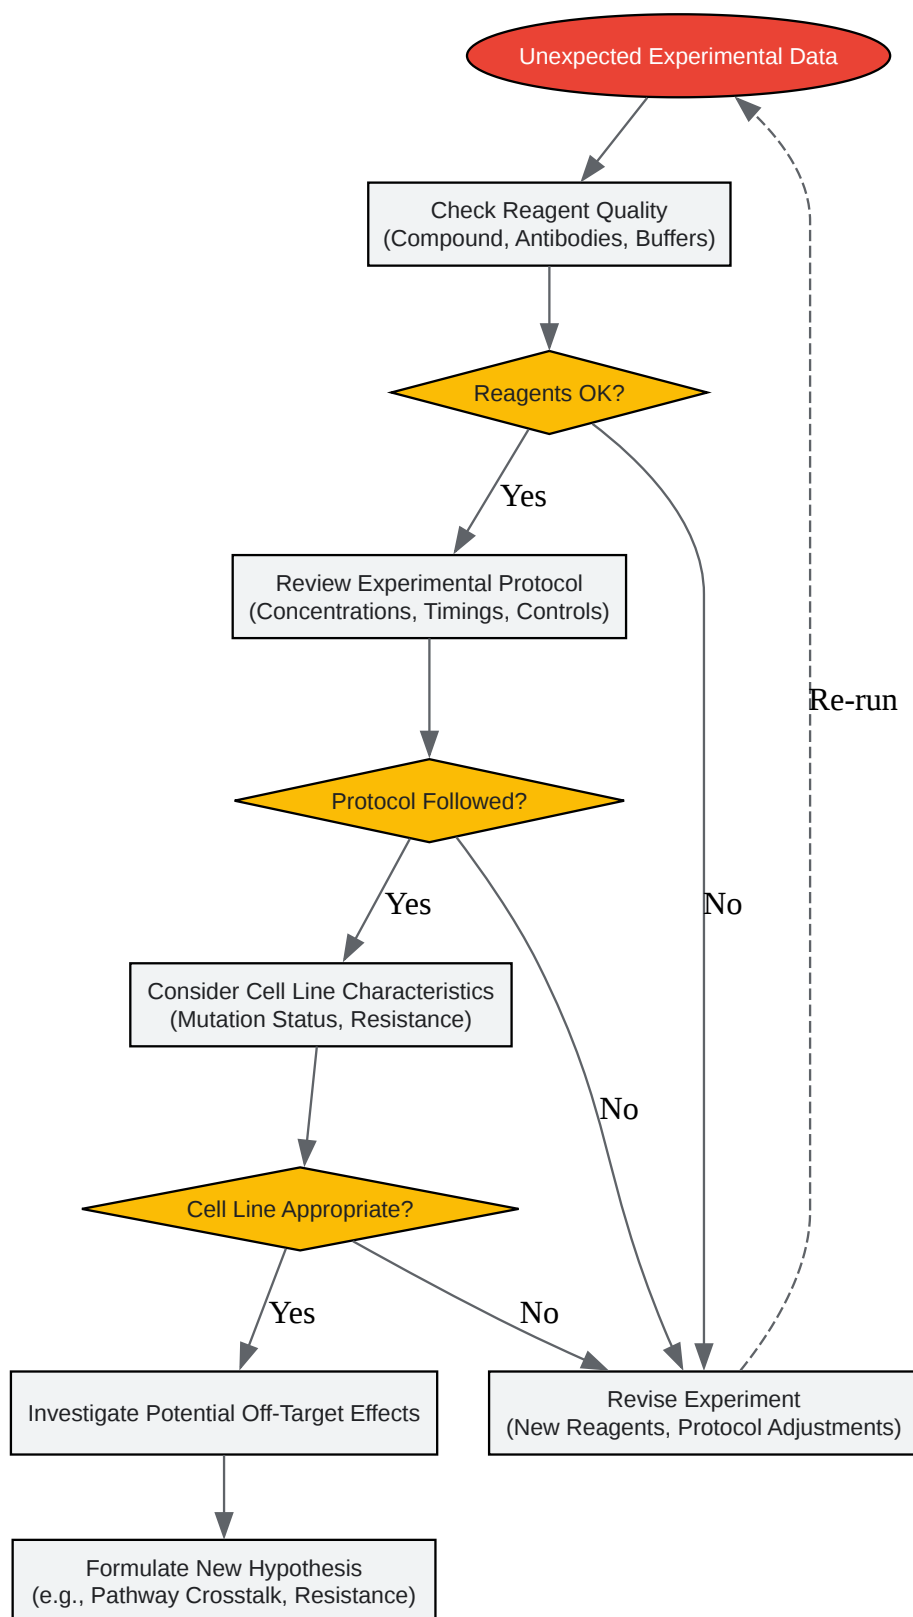 Unexpected Experimental Data
Check Reagent Quality
(Compound, Antibodies, Buffers)
Reagents OK?
Yes
Review Experimental Protocol
(Concentrations, Timings, Controls)
Re-run
Protocol Followed?
Yes
No
Consider Cell Line Characteristics
(Mutation Status, Resistance)
No
Cell Line Appropriate?
Yes
No
Investigate Potential Off-Target Effects
Revise Experiment
(New Reagents, Protocol Adjustments)
Formulate New Hypothesis
(e.g., Pathway Crosstalk, Resistance)